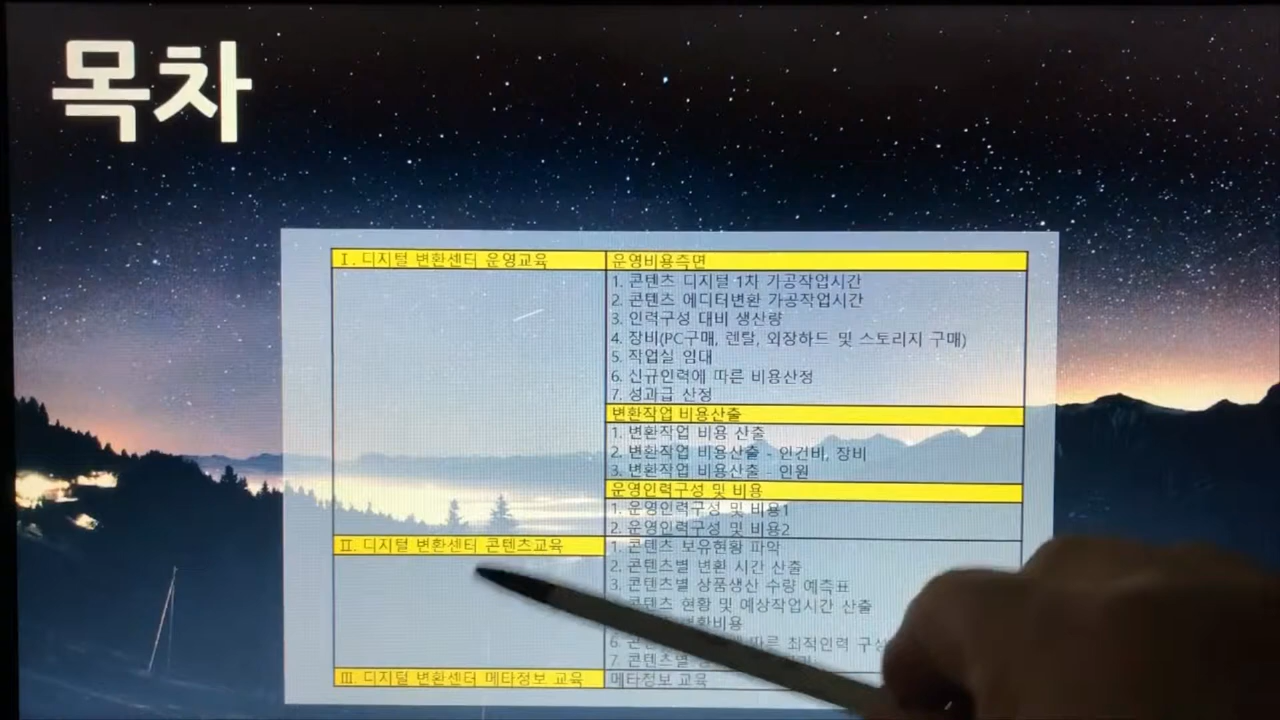 목차
Ⅰ. 디지털 변환센터 운영교육
운영비용측면
1. 콘텐츠 디지털 1차 가공작업시간
2. 콘텐츠 에디터변환 가공작업시간
3. 인력구성 대비 생산량
4. 장비(PC구매, 렌탈, 외장하드 및 스토리지 구매)
5. 작업실 임대
6. 신규인력에 따른 비용산정
7. 성과급 산정
변환작업 비용산출
1. 변환작업 비용 산출
2. 변환작업 비용산출 - 인건비, 장비
3. 변환작업 비용산출 - 인원
운영인력구성 및 비용
1. 운영인력구성 및 비용1
2. 운영인력구성 및 비용2
Ⅱ. 디지털 변환센터 콘텐츠교육
1. 콘텐츠 보유현황 파악
2. 콘텐츠별 변환 시간 산출
3. 콘텐츠별 상품생산 수량 예측표
콘텐츠 현황 및 예상작업시간 산출
변환비용
6. 따른 최적인력 구성
7. 콘텐츠별
Ⅲ. 디지털 변환센터 메타정보 교육
메타정보 교육